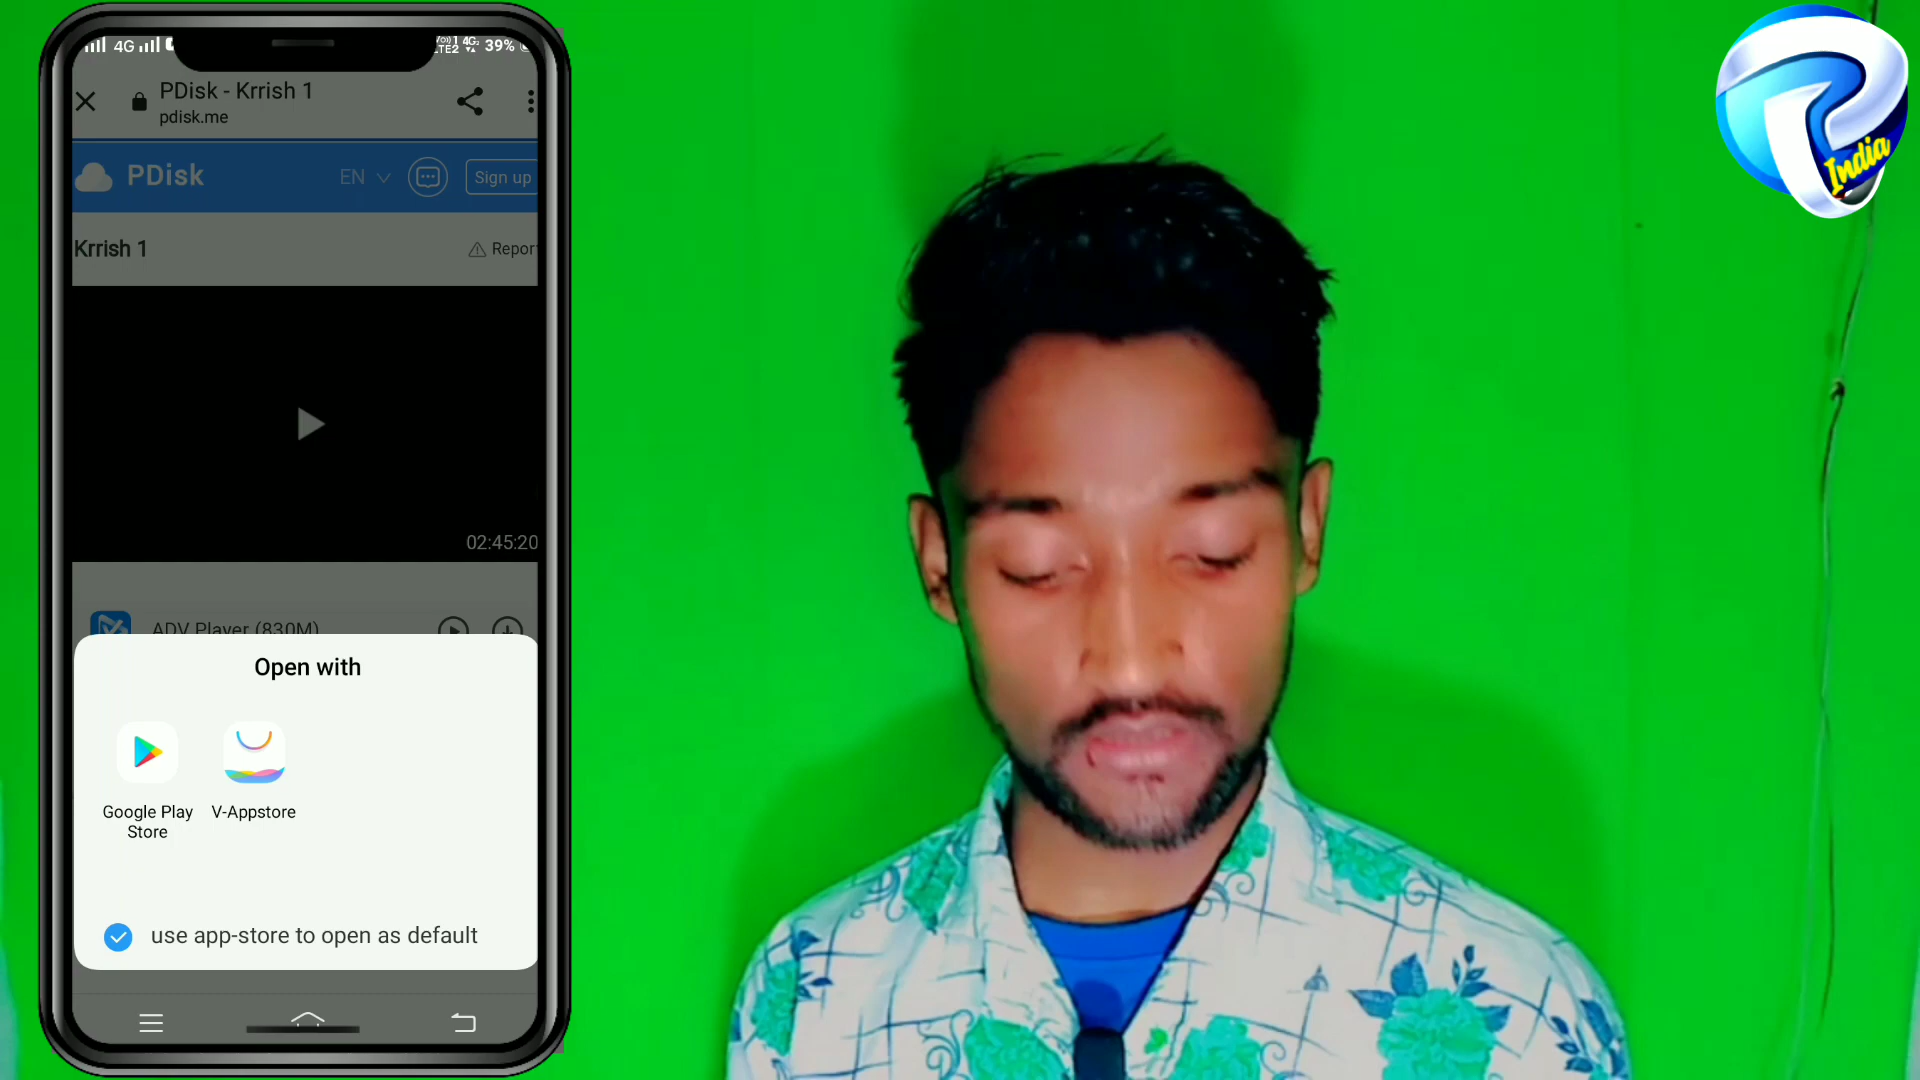 4G 39%
PDisk - Krrish 1
pdisk.me
PDisk EN Sign up
Krrish 1 Repor
02:45:20
ADV Player (830M)
Open with
Google Play V-Appstore
Store
use app-store to open as default
India